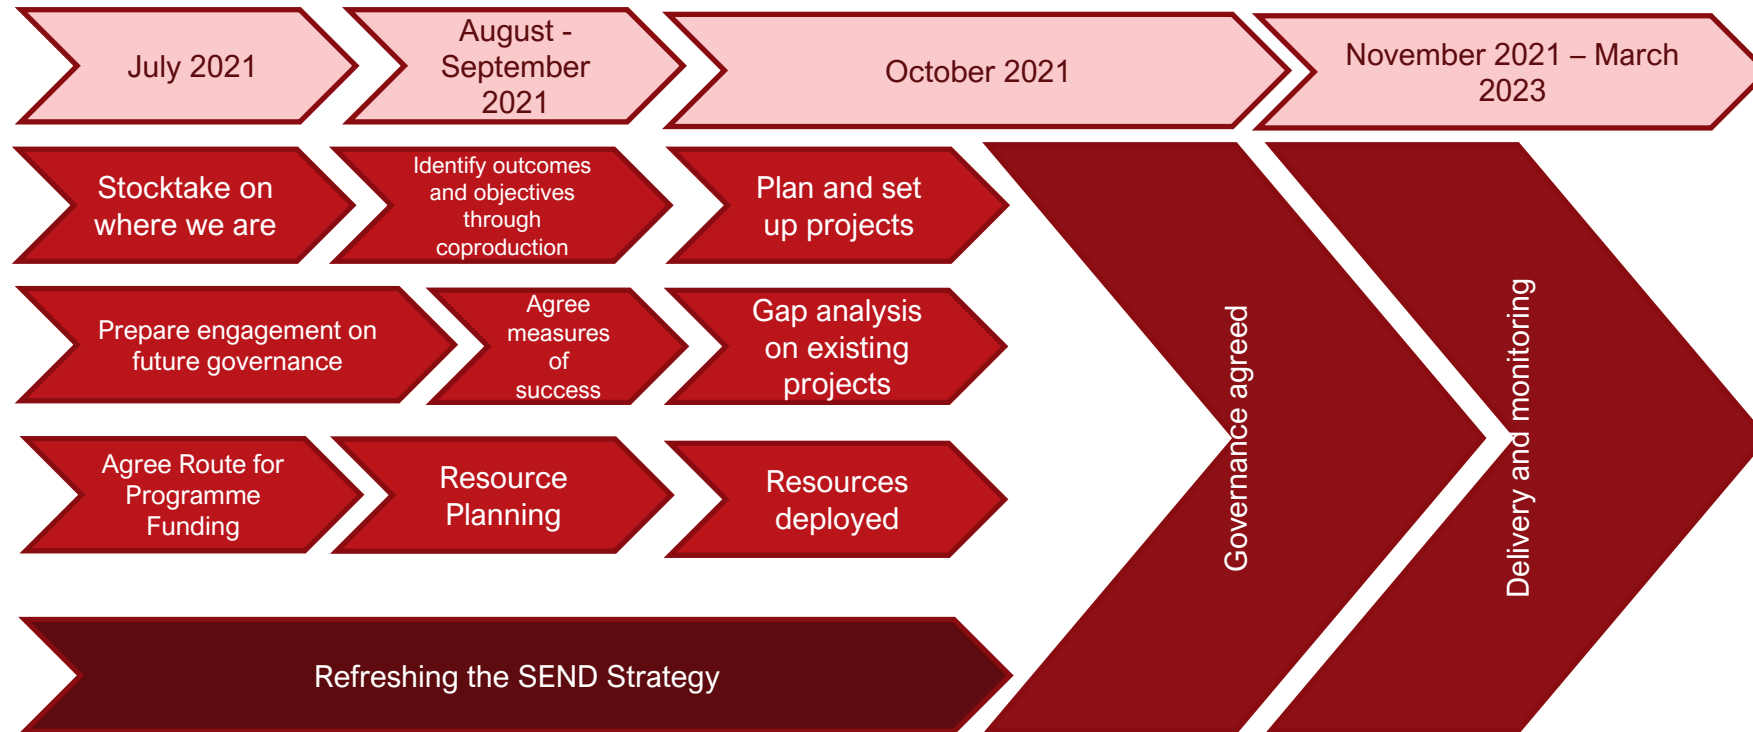 July 2021
August -
September
2021
October 2021
November 2021 – March
2023
Stocktake on
where we are
Identify outcomes
and objectives
through
coproduction
Plan and set
up projects
Prepare engagement on
future governance
Agree
measures
of
success
Gap analysis
on existing
projects
Agree Route for
Programme
Funding
Resource
Planning
Resources
deployed
Refreshing the SEND Strategy
Governance agreed
Delivery and monitoring